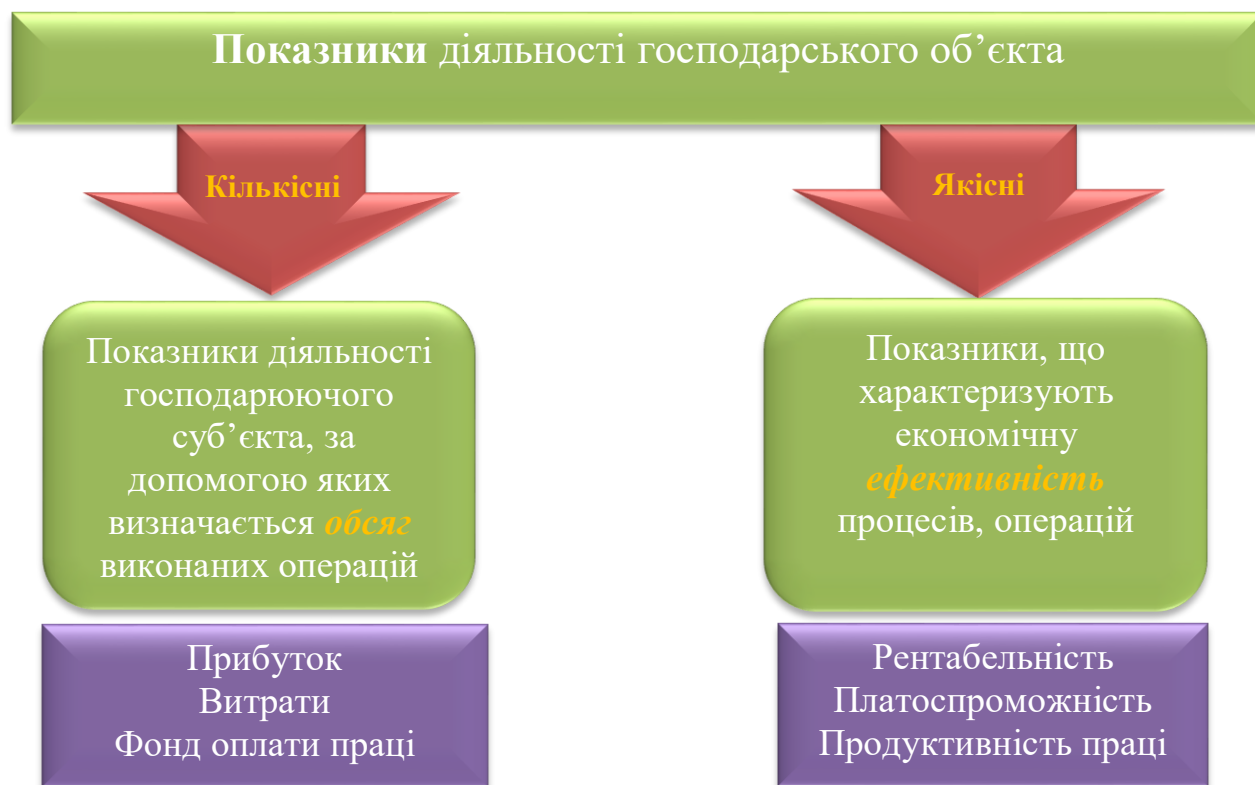 Показники діяльності господарського об’єкта
Кількісні
Якісні
Показники діяльності
господарюючого
суб’єкта, за
допомогою яких
визначається обсяг
виконаних операцій
Показники, що
характеризують
економічну
ефективність
процесів, операцій
Прибуток
Витрати
Фонд оплати праці
Рентабельність
Платоспроможність
Продуктивність праці